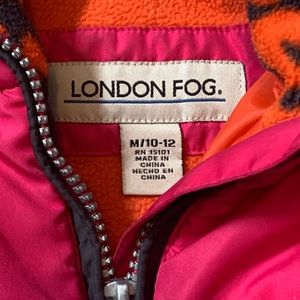 LONDON FOG.
M/10-12
RN 15101
MADE IN
CHINA
HECHO EN
CHINA